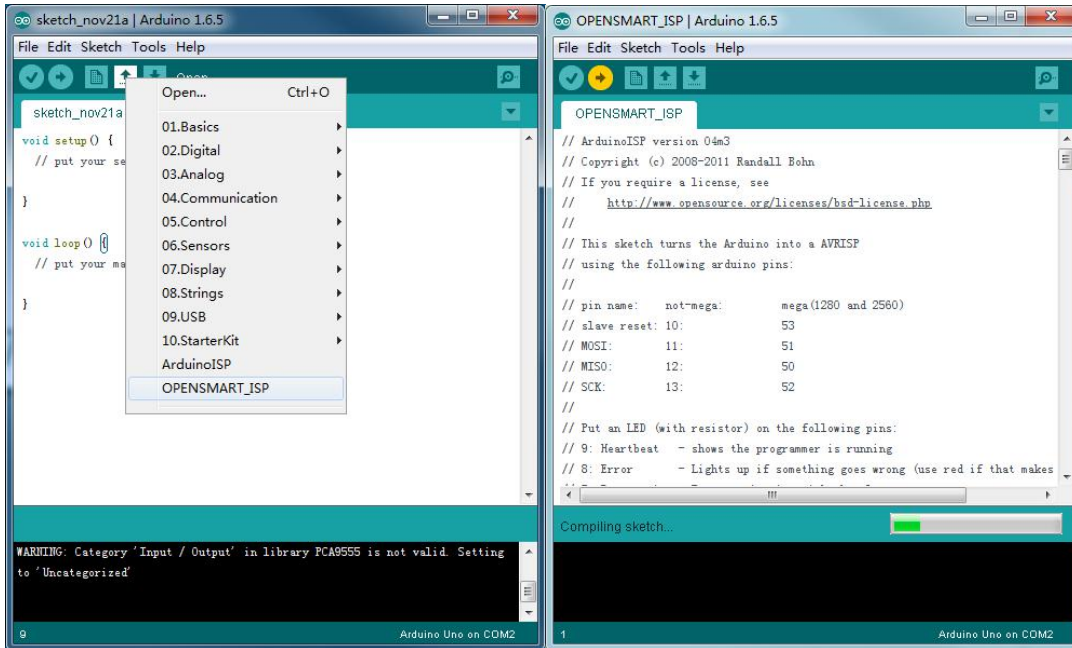 sketch_nov21a | Arduino 1.6.5
File Edit Sketch Tools Help
Open
sketch_nov21a
void setup() {
// put your se
}
void loop() {
// put your ma
}
Open... Ctrl+O
01.Basics
02.Digital
03.Analog
04.Communication
05.Control
06.Sensors
07.Display
08.Strings
09.USB
10.StarterKit
ArduinoISP
OPENSMART_ISP
WARNING: Category 'Input / Output' in library PCA9555 is not valid. Setting
to 'Uncategorized'
9 Arduino Uno on COM2
OPENSMART_ISP | Arduino 1.6.5
File Edit Sketch Tools Help
OPENSMART_ISP
// ArduinoISP version 04m3
// Copyright (c) 2008-2011 Randall Bohn
// If you require a license, see
// http://www.opensource.org/licenses/bsd-license.php
//
// This sketch turns the Arduino into a AVRISP
// using the following arduino pins:
//
// pin name: not-mega: mega(1280 and 2560)
// slave reset: 10: 53
// MOSI: 11: 51
// MISO: 12: 50
// SCK: 13: 52
//
// Put an LED (with resistor) on the following pins:
// 9: Heartbeat - shows the programmer is running
// 8: Error - Lights up if something goes wrong (use red if that makes
Compiling sketch...
1 Arduino Uno on COM2